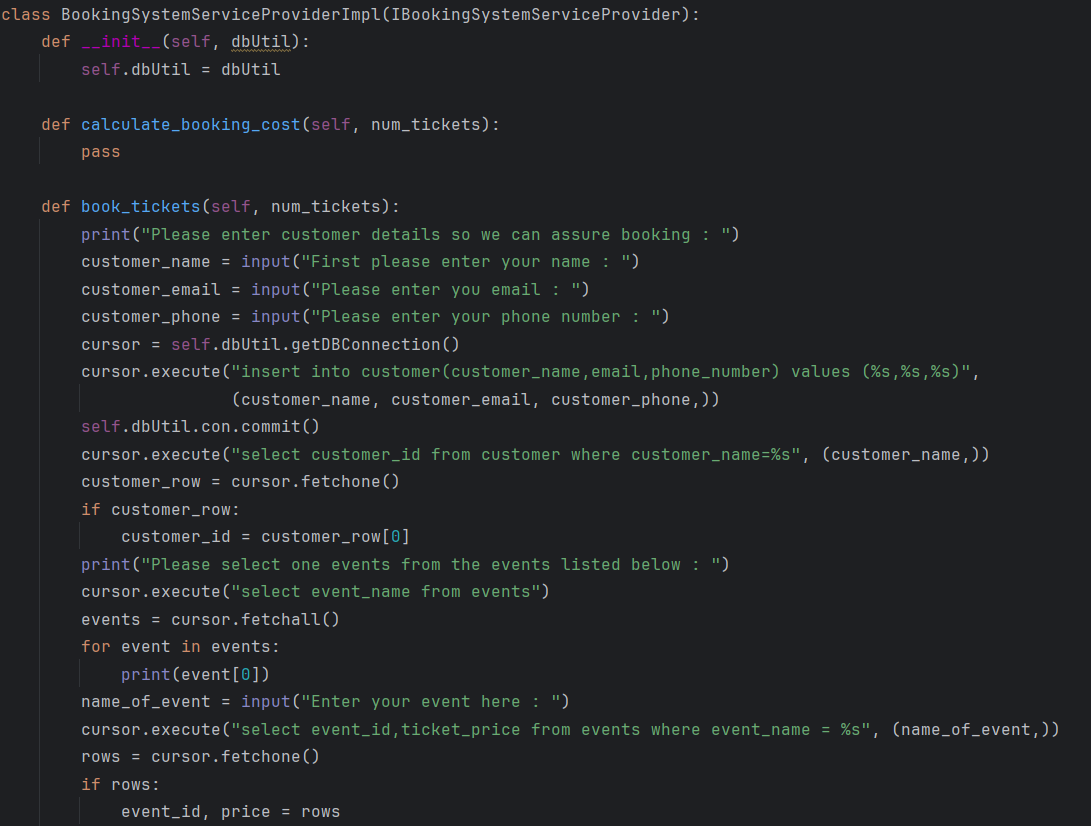 class BookingSystemServiceProviderImpl(IBookingSystemServiceProvider):
    def __init__(self, dbUtil):
        self.dbUtil = dbUtil

    def calculate_booking_cost(self, num_tickets):
        pass

    def book_tickets(self, num_tickets):
        print("Please enter customer details so we can assure booking : ")
        customer_name = input("First please enter your name : ")
        customer_email = input("Please enter you email : ")
        customer_phone = input("Please enter your phone number : ")
        cursor = self.dbUtil.getDBConnection()
        cursor.execute("insert into customer(customer_name,email,phone_number) values (%s,%s,%s)",
                       (customer_name, customer_email, customer_phone,))
        self.dbUtil.con.commit()
        cursor.execute("select customer_id from customer where customer_name=%s", (customer_name,))
        customer_row = cursor.fetchone()
        if customer_row:
            customer_id = customer_row[0]
        print("Please select one events from the events listed below : ")
        cursor.execute("select event_name from events")
        events = cursor.fetchall()
        for event in events:
            print(event[0])
        name_of_event = input("Enter your event here : ")
        cursor.execute("select event_id,ticket_price from events where event_name = %s", (name_of_event,))
        rows = cursor.fetchone()
        if rows:
            event_id, price = rows